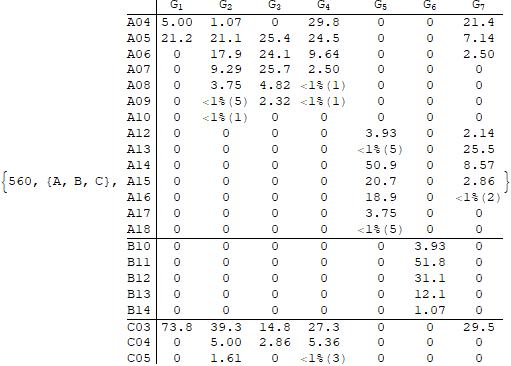 G₁ G₂ G₃ G₄ G₅ G₆ G₇
A04 5.00 1.07 0 29.8 0 0 21.4
A05 21.2 21.1 25.4 24.5 0 0 7.14
A06 0 17.9 24.1 9.64 0 0 2.50
A07 0 9.29 25.7 2.50 0 0 0
A08 0 3.75 4.82 <1%(1) 0 0 0
A09 0 <1%(5) 2.32 <1%(1) 0 0 0
A10 0 <1%(1) 0 0 0 0 0
A12 0 0 0 0 3.93 0 2.14
A13 0 0 0 0 <1%(5) 0 25.5
A14 0 0 0 0 50.9 0 8.57
{560, {A, B, C}, A15 0 0 0 0 20.7 0 2.86 }
A16 0 0 0 0 18.9 0 <1%(2)
A17 0 0 0 0 3.75 0 0
A18 0 0 0 0 <1%(5) 0 0
B10 0 0 0 0 0 3.93 0
B11 0 0 0 0 0 51.8 0
B12 0 0 0 0 0 31.1 0
B13 0 0 0 0 0 12.1 0
B14 0 0 0 0 0 1.07 0
C03 73.8 39.3 14.8 27.3 0 0 29.5
C04 0 5.00 2.86 5.36 0 0 0
C05 0 1.61 0 <1%(3) 0 0 0